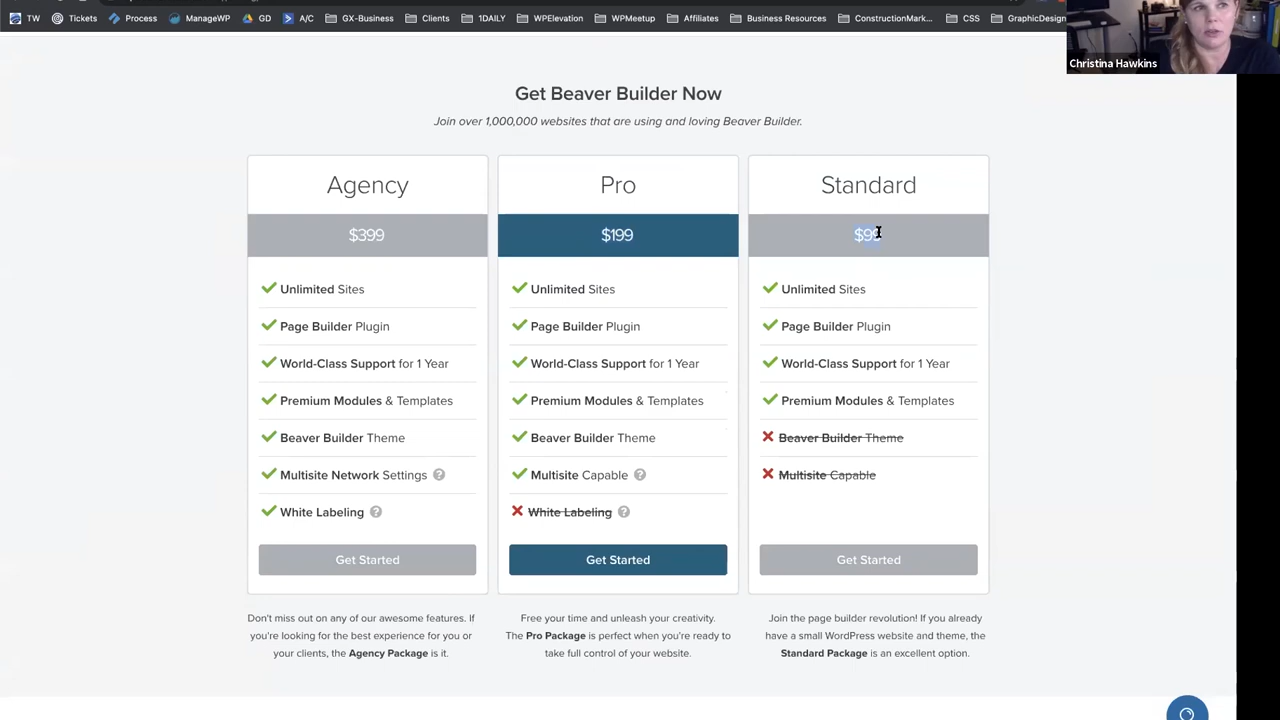 TW
Tickets
Process
ManageWP
GD
A/C
GX-Business
Clients
1DAILY
WPElevation
WPMeetup
Affiliates
Business Resources
ConstructionMark...
CSS
GraphicDesign
Christina Hawkins
Get Beaver Builder Now
Join over 1,000,000 websites that are using and loving Beaver Builder.
Agency
$399
Unlimited Sites
Page Builder Plugin
World-Class Support for 1 Year
Premium Modules & Templates
Beaver Builder Theme
Multisite Network Settings ?
White Labeling ?
Get Started
Don't miss out on any of our awesome features. If
you're looking for the best experience for you or
your clients, the Agency Package is it.
Pro
$199
Unlimited Sites
Page Builder Plugin
World-Class Support for 1 Year
Premium Modules & Templates
Beaver Builder Theme
Multisite Capable ?
White Labeling ?
Get Started
Free your time and unleash your creativity.
The Pro Package is perfect when you're ready to
take full control of your website.
Standard
$99
Unlimited Sites
Page Builder Plugin
World-Class Support for 1 Year
Premium Modules & Templates
Beaver Builder Theme
Multisite Capable
Get Started
Join the page builder revolution! If you already
have a small WordPress website and theme, the
Standard Package is an excellent option.